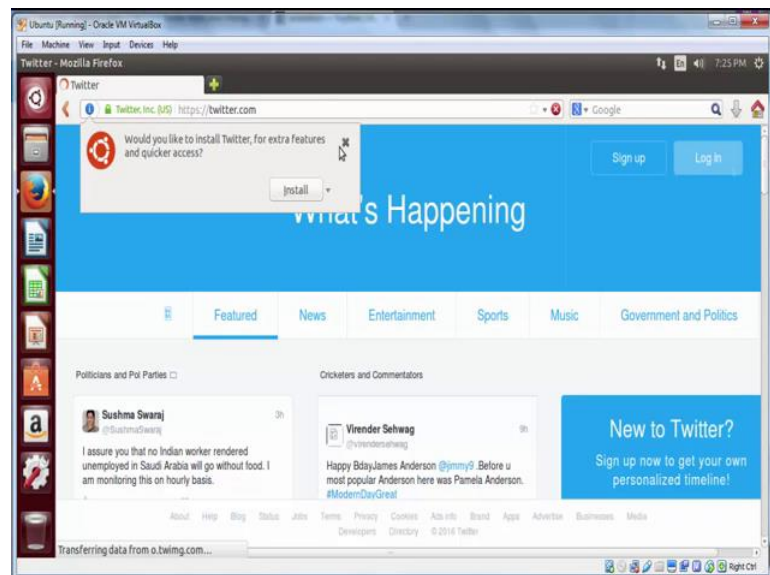 Ubuntu [Running] - Oracle VM VirtualBox
File Machine View Input Devices Help
Twitter - Mozilla Firefox
En 7:25 PM
Twitter
Twitter, Inc. (US) https://twitter.com
Google
Would you like to install Twitter, for extra features
and quicker access?
Install
Sign up
Log In
What's Happening
Featured News Entertainment Sports Music Government and Politics
Politicians and Pol Parties
Cricketers and Commentators
Sushma Swaraj 3h
@SushmaSwaraj
I assure you that no Indian worker rendered
unemployed in Saudi Arabia will go without food. I
am monitoring this on hourly
basis.
Virender Sehwag 9h
@virendersehwag
Happy BdayJames Anderson @jimmy9 .Before u
most popular Anderson here was Pamela Anderson.
#ModernDayGreat
New to Twitter?
Sign up now to get your own
personalized timeline!
About Help Blog Status Jobs Terms Privacy Cookies Ads info Brand Apps Advertise Businesses Media
Developers Directory © 2016 Twitter
Transferring data from o.twimg.com...
Right Ctrl